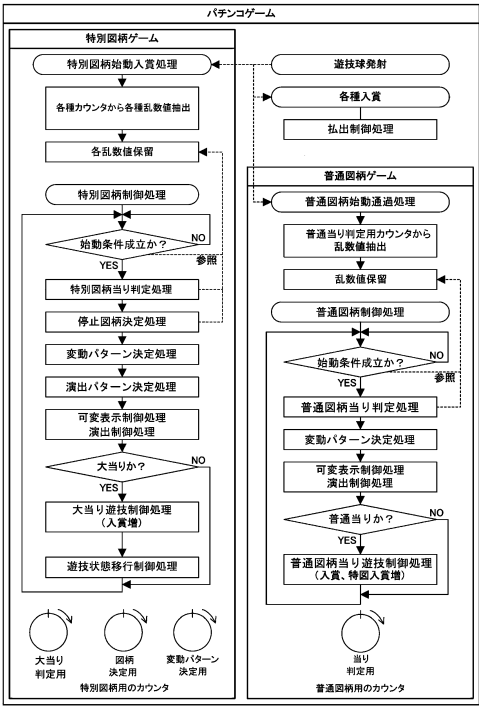 パチンコゲーム
特別図柄ゲーム
特別図柄始動入賞処理
各種カウンタから各種乱数値抽出
各乱数値保留
特別図柄制御処理
始動条件成立か？
NO
参照
YES
特別図柄当り判定処理
停止図柄決定処理
変動パターン決定処理
演出パターン決定処理
可変表示制御処理
演出制御処理
大当りか？
NO
YES
大当り遊技制御処理
（入賞増）
遊技状態移行制御処理
大当り
判定用
図柄
決定用
変動パターン
決定用
特別図柄用のカウンタ
遊技球発射
各種入賞
払出制御処理
普通図柄ゲーム
普通図柄始動通過処理
普通当り判定用カウンタから
乱数値抽出
乱数値保留
普通図柄制御処理
始動条件成立か？
NO
参照
YES
普通図柄当り判定処理
変動パターン決定処理
可変表示制御処理
演出制御処理
普通当りか？
NO
YES
普通図柄当り遊技制御処理
（入賞、特図入賞増）
当り
判定用
普通図柄用のカウンタ